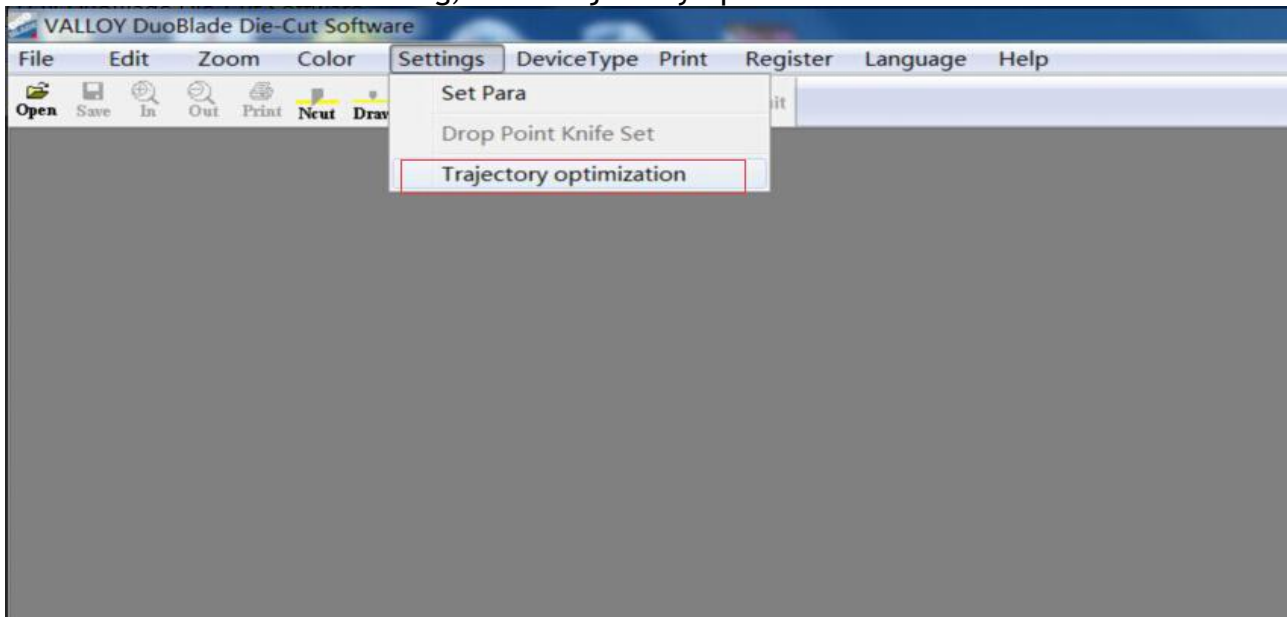 VALLOY DuoBlade Die-Cut Software
File Edit Zoom Color Settings DeviceType Print Register Language Help
Open Save In Out Print Ncut Draw
Set Para
Drop Point Knife Set
Trajectory optimization